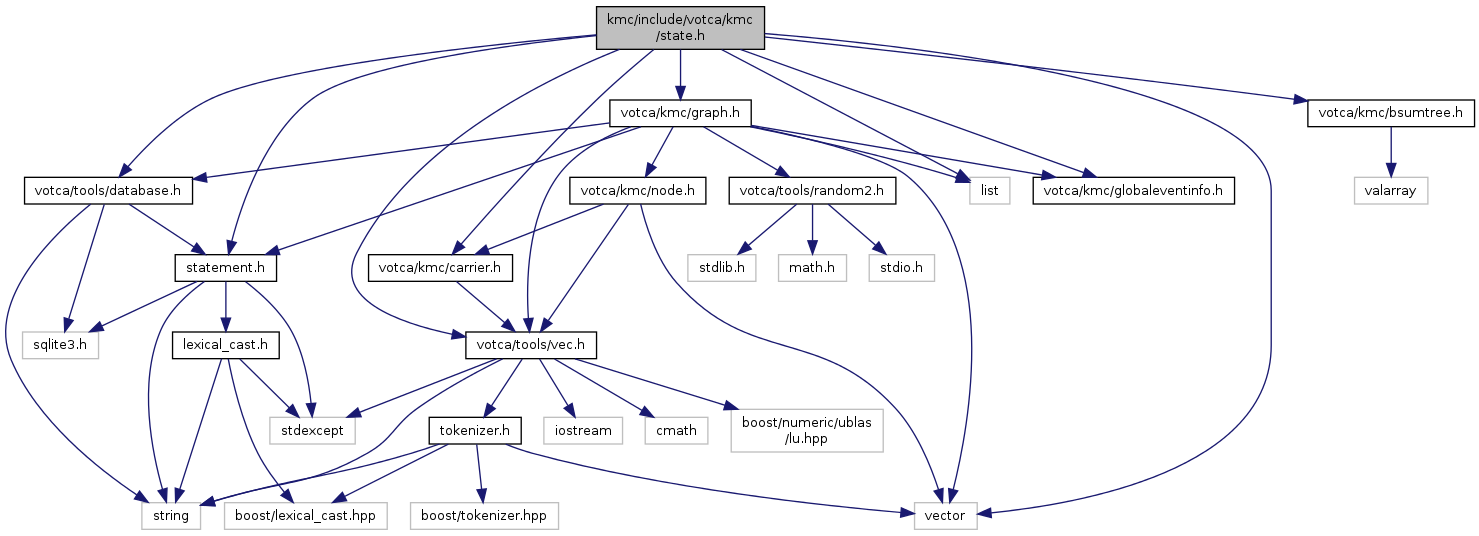 kmc/include/votca/kmc
/state.h
votca/kmc/graph.h
votca/kmc/bsumtree.h
votca/tools/database.h
votca/kmc/node.h
votca/tools/random2.h
list
votca/kmc/globaleventinfo.h
valarray
statement.h
votca/kmc/carrier.h
stdlib.h
math.h
stdio.h
sqlite3.h
lexical_cast.h
votca/tools/vec.h
stdexcept
tokenizer.h
iostream
cmath
boost/numeric/ublas
/lu.hpp
string
boost/lexical_cast.hpp
boost/tokenizer.hpp
vector